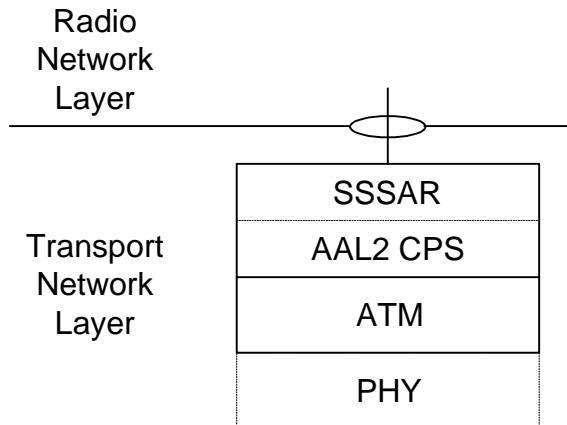 Radio
Network
Layer
SSSAR
AAL2 CPS
Transport
Network
Layer
ATM
PHY